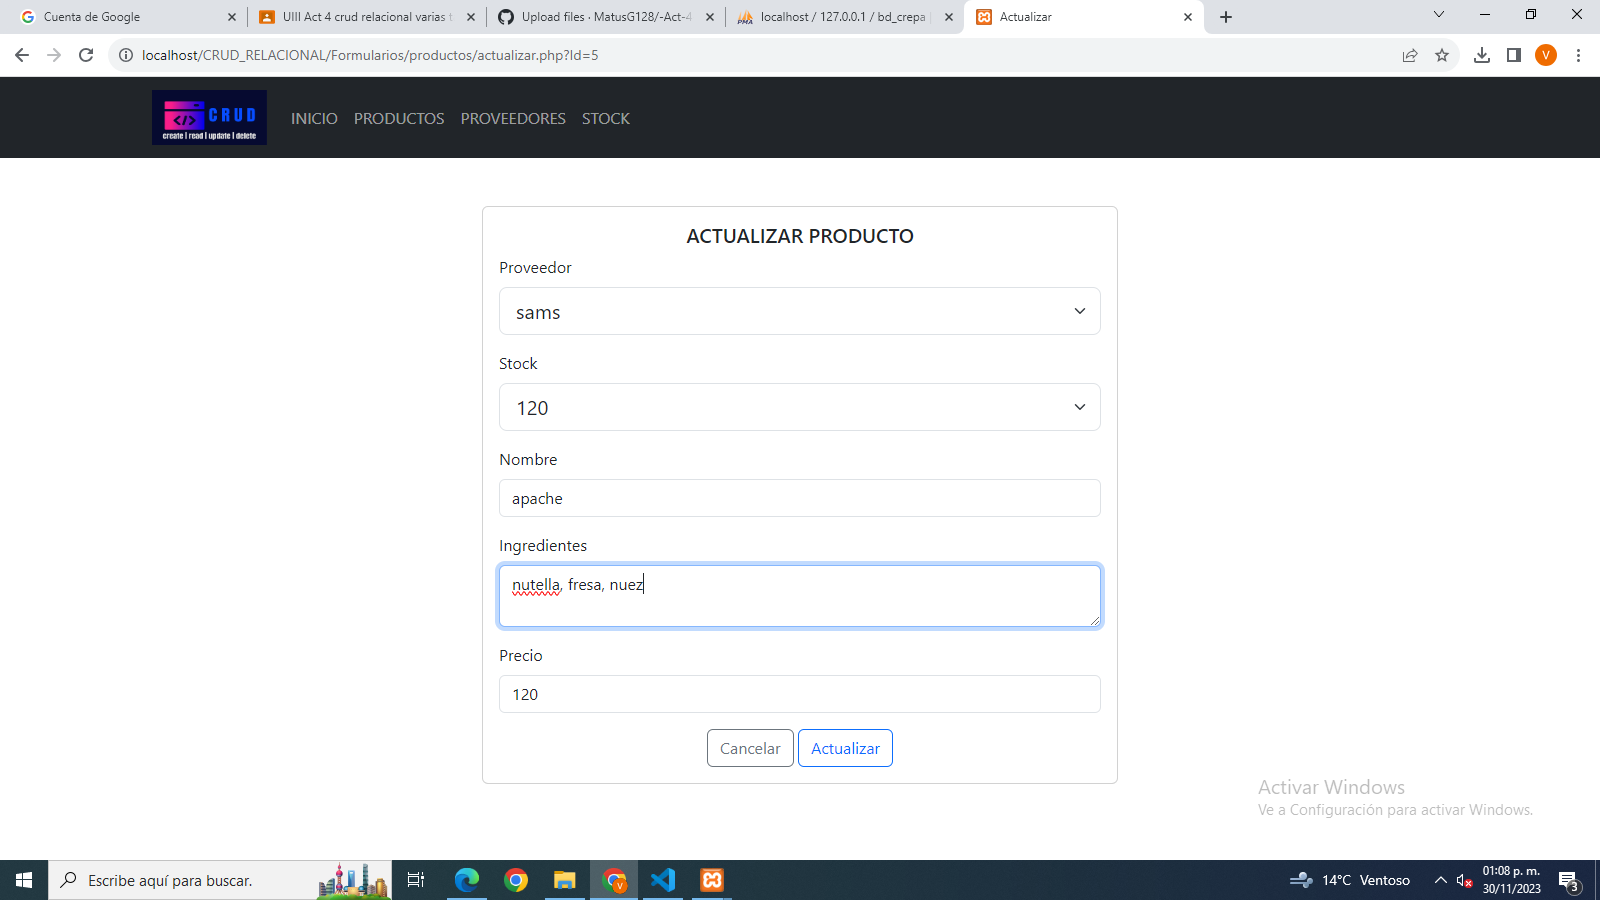 Cuenta de Google
UIII Act 4 crud relacional varias t
Upload files · MatusG128/-Act-4
PMA
localhost / 127.0.0.1 / bd_crepa
Actualizar
localhost/CRUD_RELACIONAL/Formularios/productos/actualizar.php?Id=5
V
</>
CRUD
create | read | update | delete
INICIO
PRODUCTOS
PROVEEDORES
STOCK
ACTUALIZAR PRODUCTO
Proveedor
sams
Stock
120
Nombre
apache
Ingredientes
nutella, fresa, nuez
Precio
120
Cancelar
Actualizar
Activar Windows
Ve a Configuración para activar Windows.
Escribe aquí para buscar.
V
14°C Ventoso
01:08 p. m.
30/11/2023
3